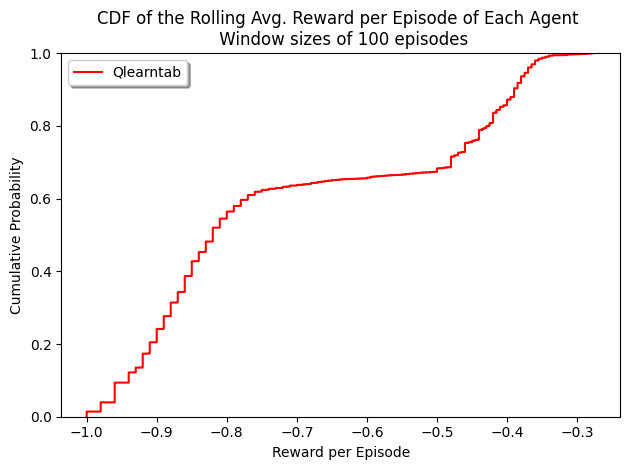 CDF of the Rolling Avg. Reward per Episode of Each Agent
Window sizes of 100 episodes
Qlearntab
1.0
0.8
0.6
0.4
0.2
0.0
Cumulative Probability
−1.0 −0.9 −0.8 −0.7 −0.6 −0.5 −0.4 −0.3
Reward per Episode